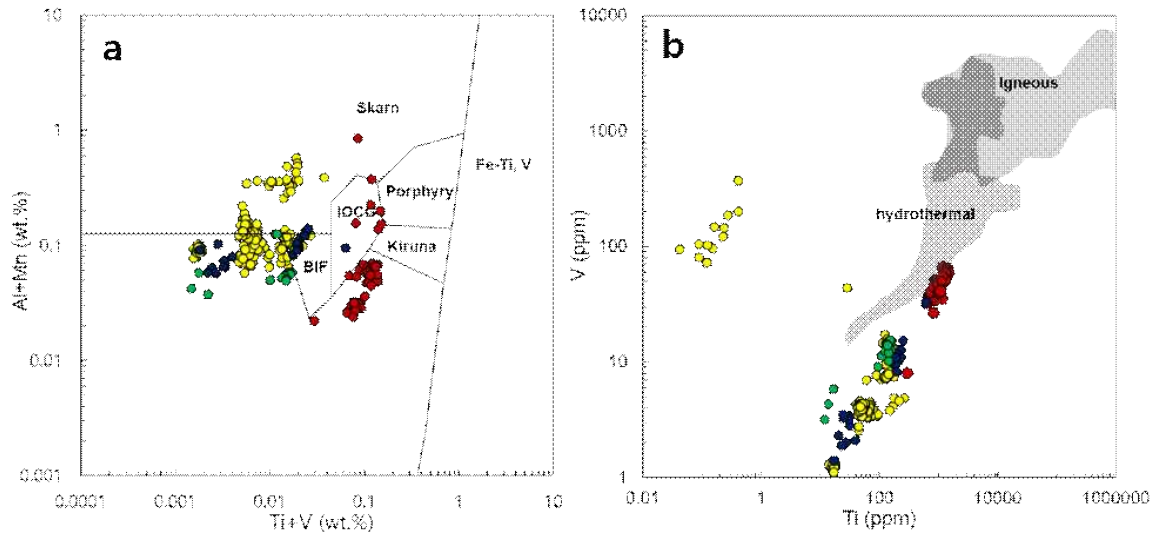 a
10
1
0.1
0.01
0.001
Al+Mn (wt.%)
Skarn
Porphyry
Fe-Ti, V
IOCG
Kiruna
BIF
0.0001 0.001 0.01 0.1 1 10
Ti+V (wt.%)
b
10000
1000
100
10
1
V (ppm)
Igneous
hydrothermal
0.01 1 100 10000 1000000
Ti (ppm)